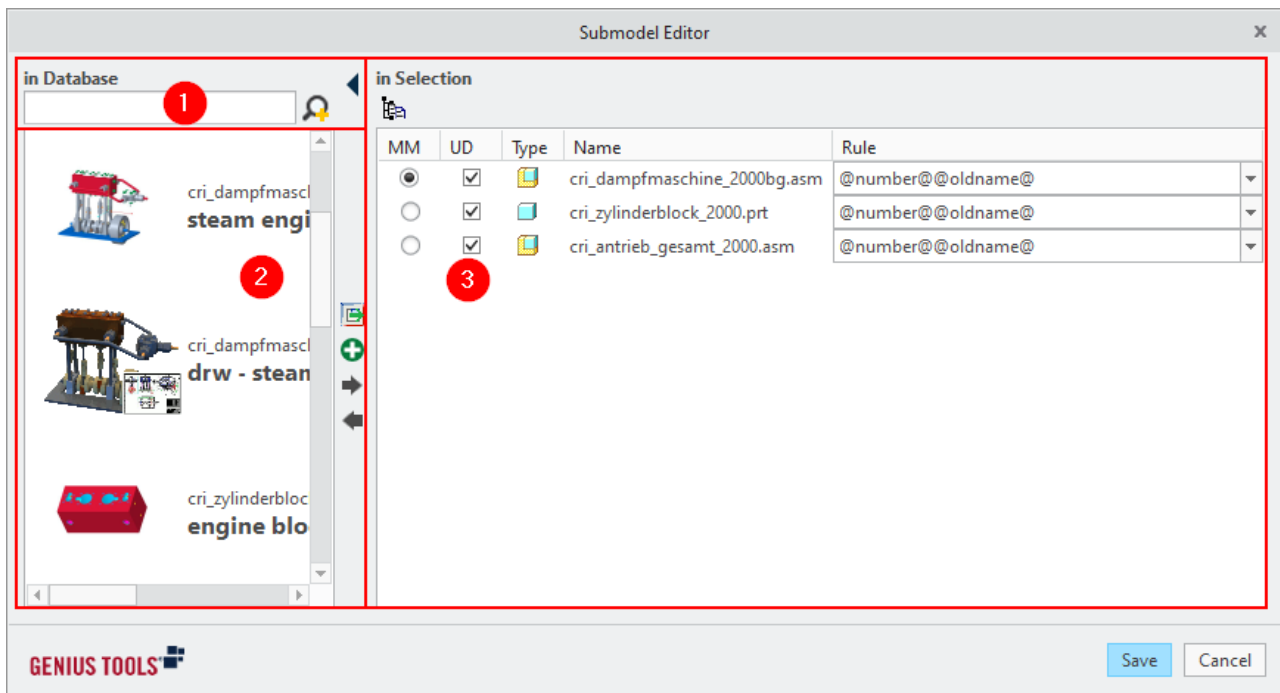 Submodel Editor
in Database
1
in Selection
MM UD Type Name Rule
cri_dampfmaschine_2000bg.asm @number@@oldname@
cri_zylinderblock_2000.prt @number@@oldname@
cri_antrieb_gesamt_2000.asm @number@@oldname@
3
cri_dampfmascl
steam engi
2
cri_dampfmascl
drw - stean
cri_zylinderbloc
engine blo
GENIUS TOOLS
Save Cancel